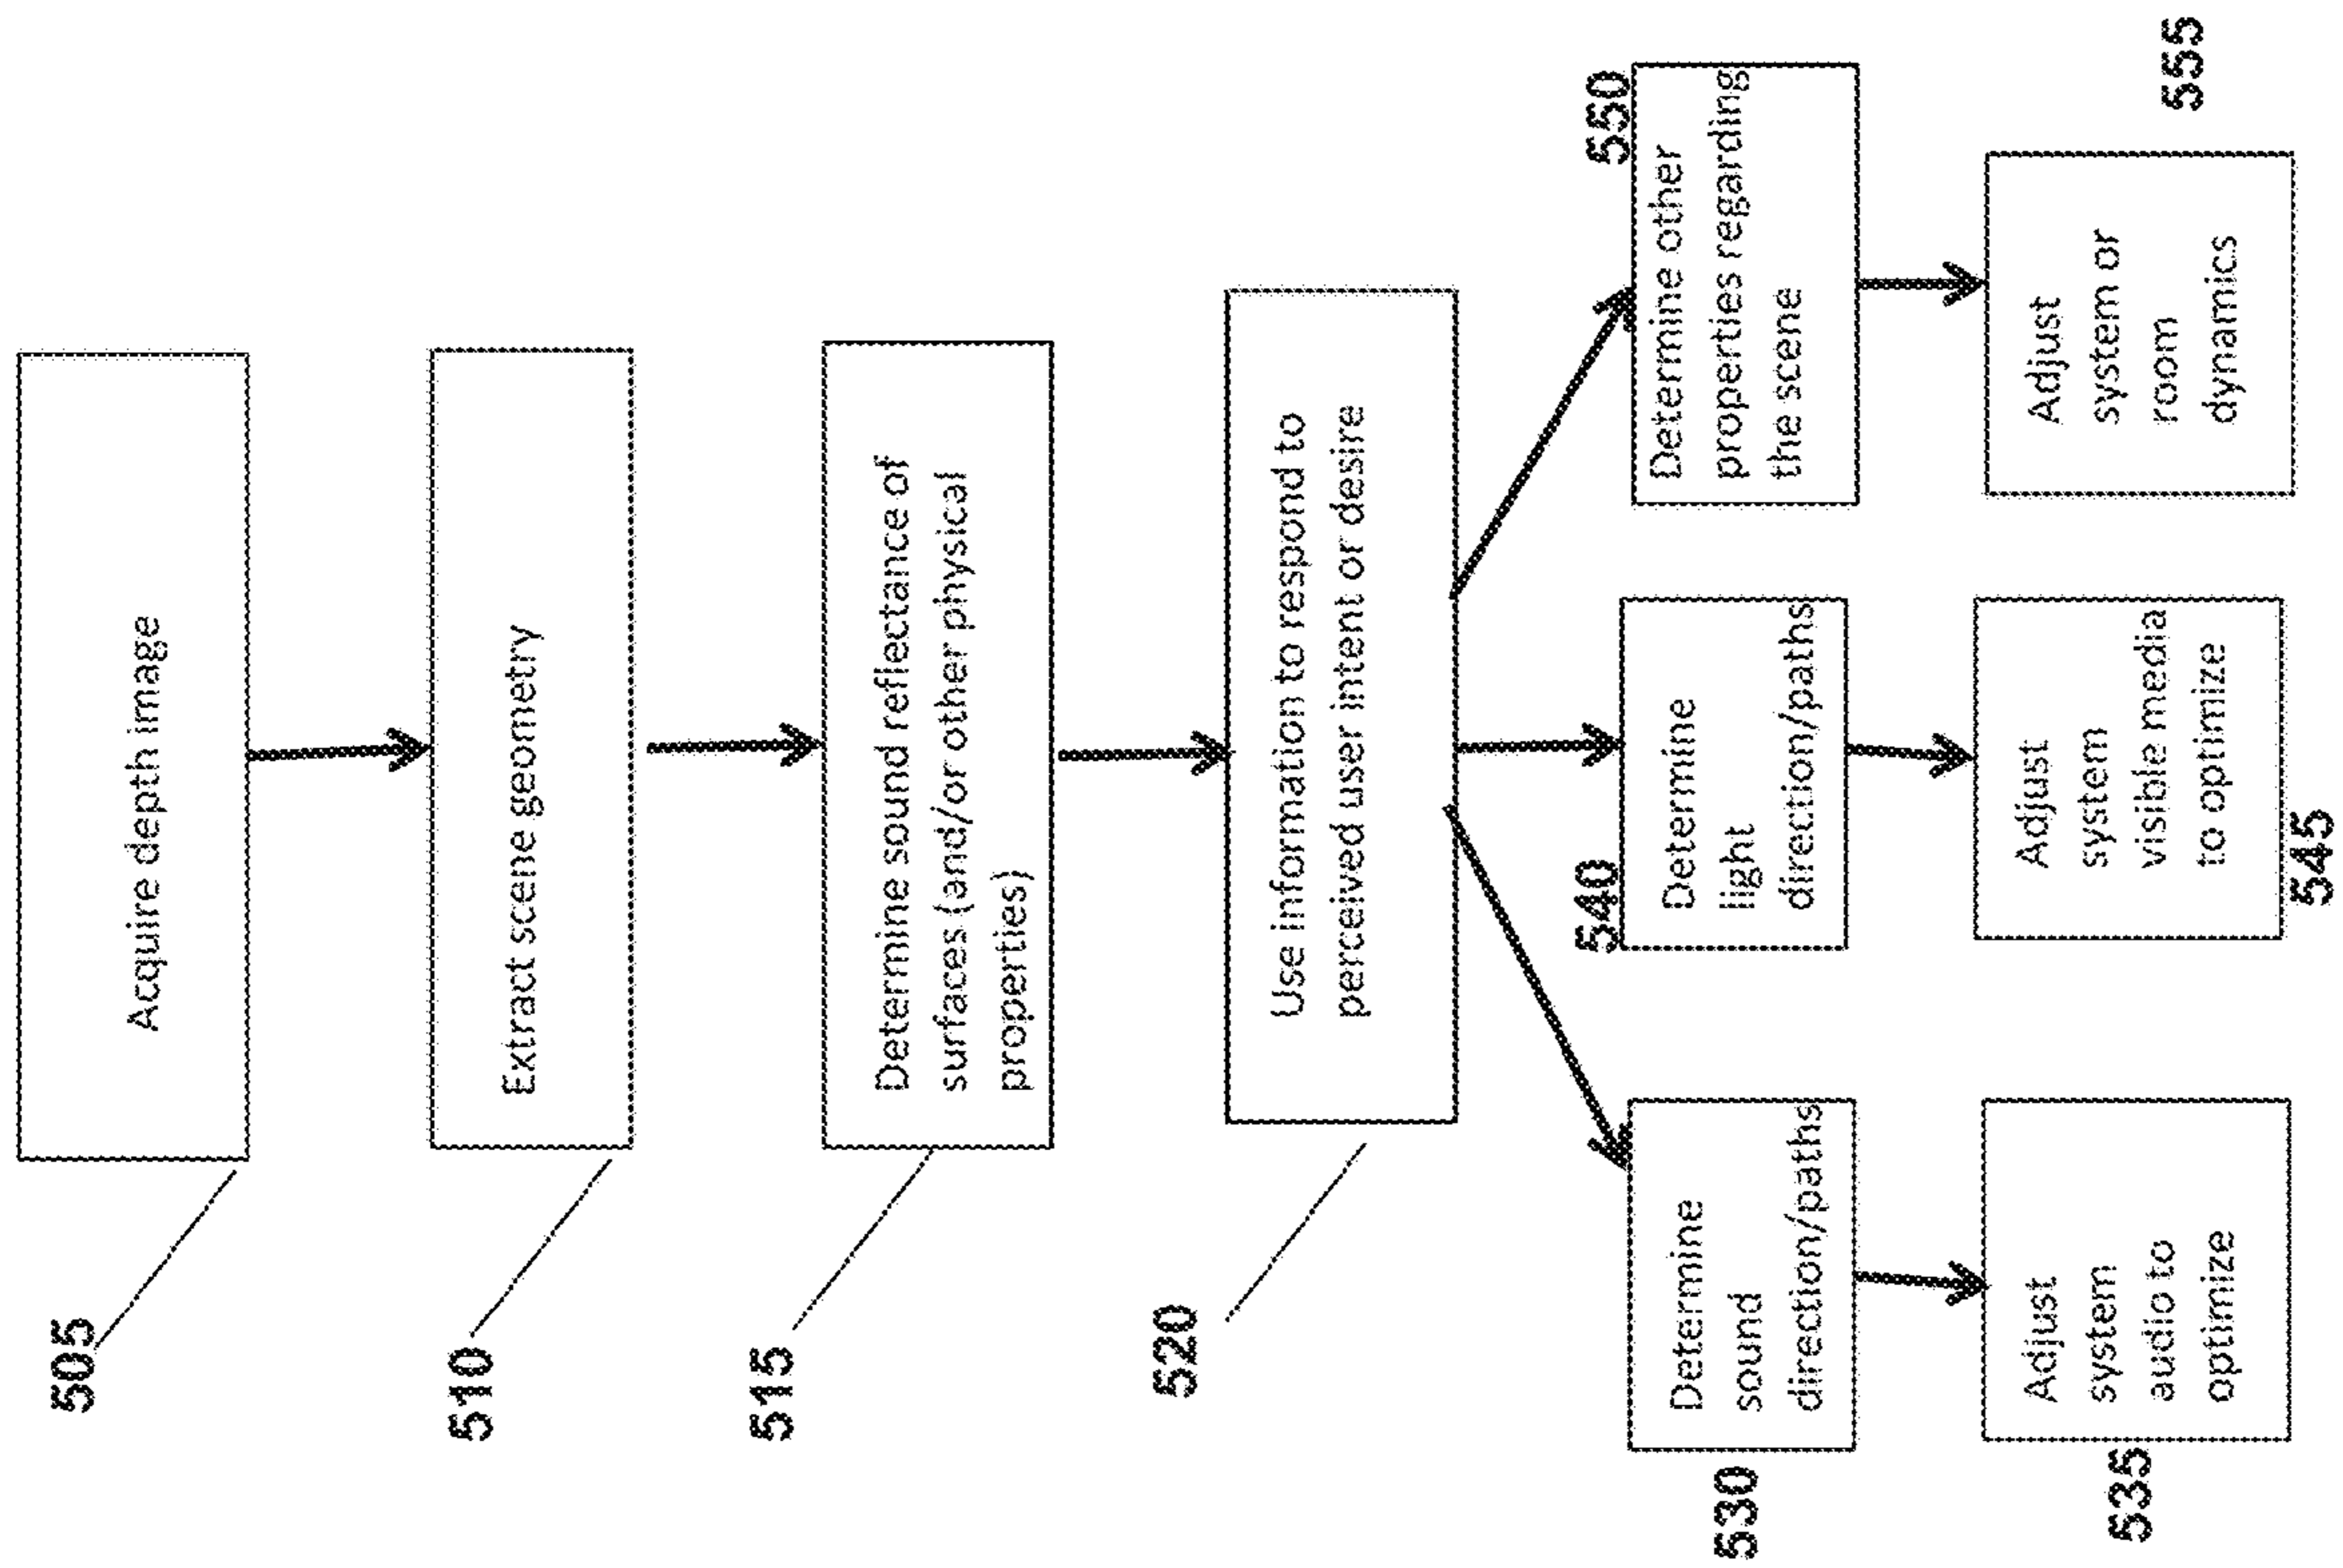 505
Acquire depth image
510
Extract scene geometry
515
Determine sound reflectance of
surfaces (and/or other physical
properties)
520
Use information to respond to
perceived user intent or desire
530
Determine
sound
direction/paths
540
Determine
light
direction/paths
550
Determine other
properties regarding
the scene
535
Adjust
system
audio to
optimize
545
Adjust
system
visible media
to optimize
555
Adjust
system or
room
dynamics